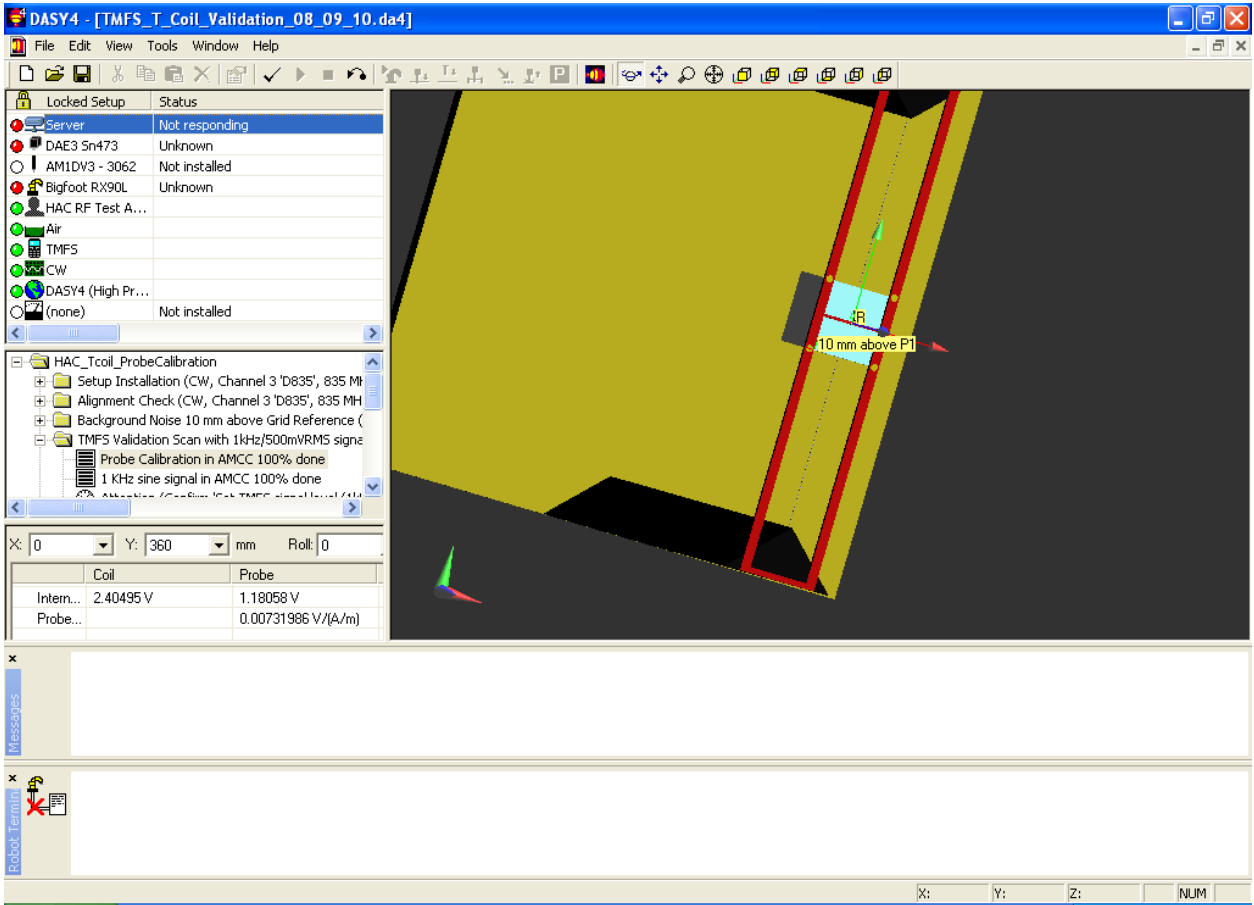 DASY4 - [TMFS_T_Coil_Validation_08_09_10.da4]
File Edit View Tools Window Help
Locked Setup Status
Server Not responding
DAE3 Sn473 Unknown
AM1DV3 - 3062 Not installed
Bigfoot RX90L Unknown
HAC RF Test A...
Air
TMFS
CW
DASY4 (High Pr...
(none) Not installed
HAC_Tcoil_ProbeCalibration
Setup Installation (CW, Channel 3 'D835', 835 MH
Alignment Check (CW, Channel 3 'D835', 835 MH
Background Noise 10 mm above Grid Reference (
TMFS Validation Scan with 1kHz/500mVRMS signa
Probe Calibration in AMCC 100% done
1 KHz sine signal in AMCC 100% done
X: 0 Y: 360 mm Roll: 0
Coil Probe
Intern... 2.40495 V 1.18058 V
Probe... 0.00731986 V/(A/m)
R
10 mm above P1
Messages
Robot Termin
X: Y: Z: NUM